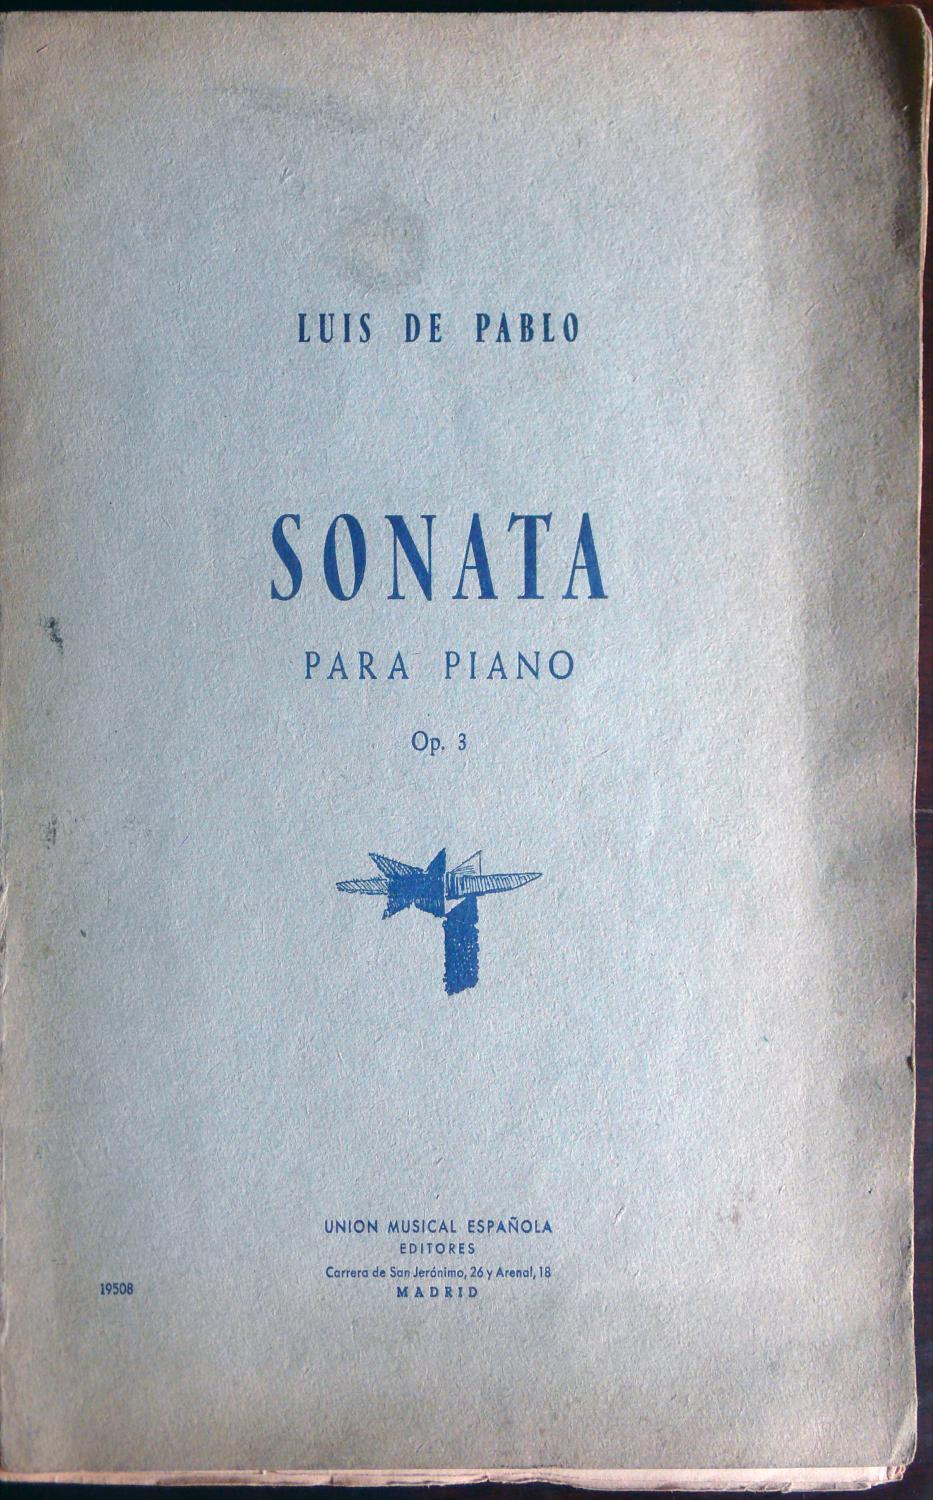 LUIS DE PABLO
SONATA
PARA PIANO
Op. 3
UNION MUSICAL ESPAÑOLA
EDITORES
Carrera de San Jerónimo, 26 y Arenal, 18
MADRID
19508